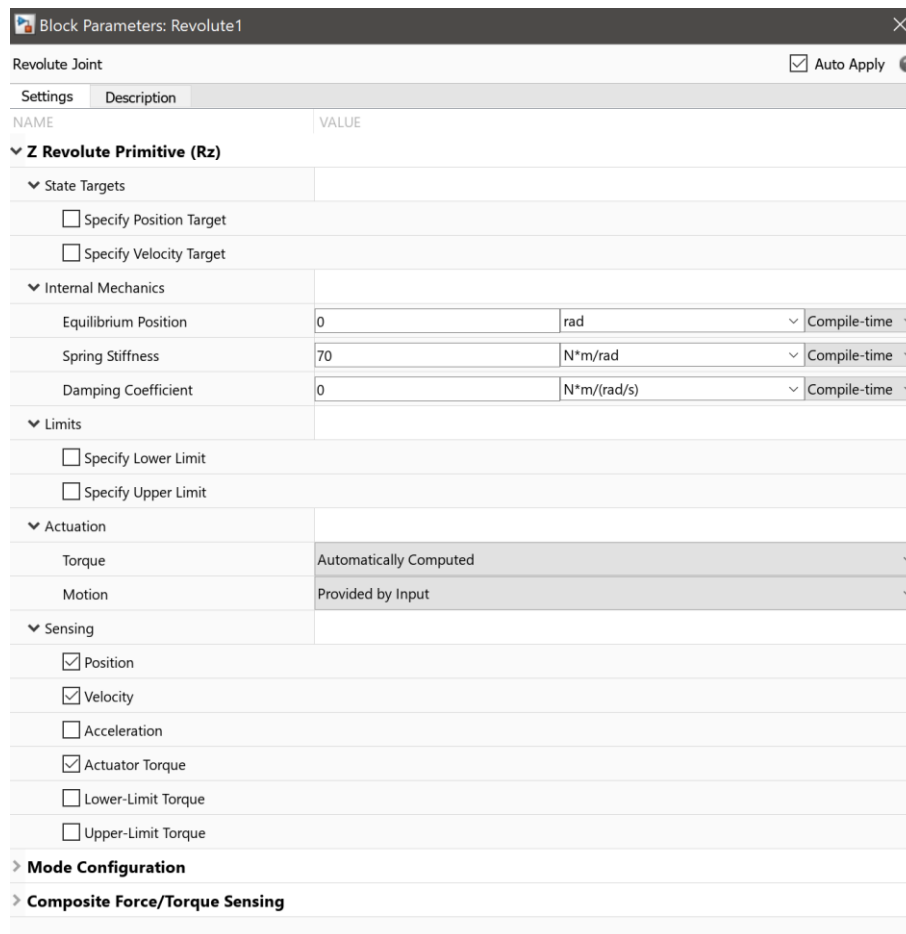 Block Parameters: Revolute1
Revolute Joint Auto Apply
Settings Description
NAME VALUE
Z Revolute Primitive (Rz)
State Targets
Specify Position Target
Specify Velocity Target
Internal Mechanics
Equilibrium Position 0 rad Compile-time
Spring Stiffness 70 N*m/rad Compile-time
Damping Coefficient 0 N*m/(rad/s) Compile-time
Limits
Specify Lower Limit
Specify Upper Limit
Actuation
Torque Automatically Computed
Motion Provided by Input
Sensing
Position
Velocity
Acceleration
Actuator Torque
Lower-Limit Torque
Upper-Limit Torque
Mode Configuration
Composite Force/Torque Sensing